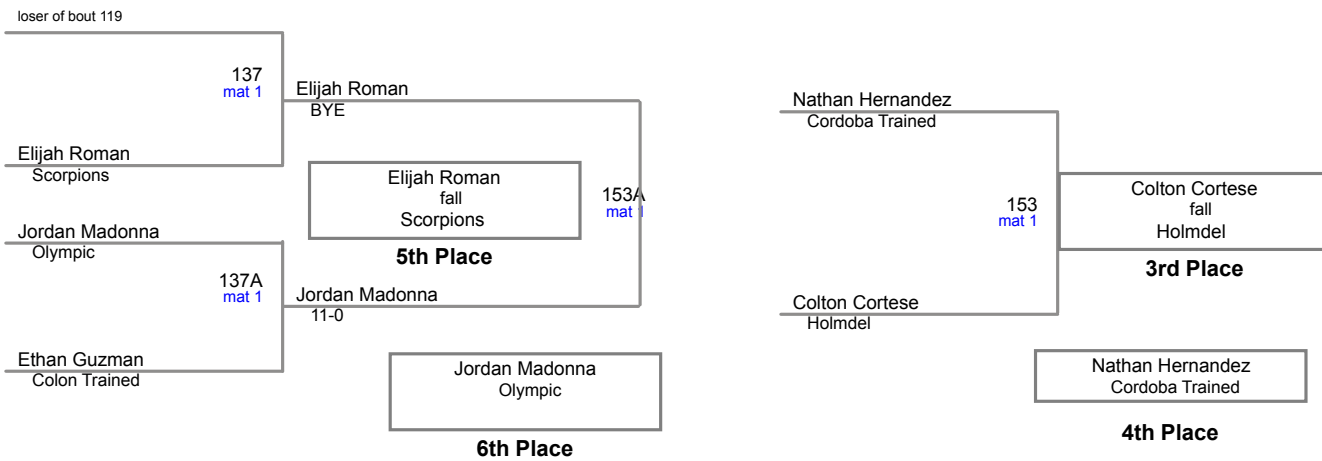 loser of bout 119
137
mat 1
Elijah Roman
BYE
Elijah Roman
Scorpions
Elijah Roman
fall
Scorpions
5th Place
153A
mat 1
Jordan Madonna
Olympic
137A
mat 1
Jordan Madonna
11-0
Ethan Guzman
Colon Trained
Jordan Madonna
Olympic
6th Place
Nathan Hernandez
Cordoba Trained
153
mat 1
Colton Cortese
fall
Holmdel
3rd Place
Colton Cortese
Holmdel
Nathan Hernandez
Cordoba Trained
4th Place